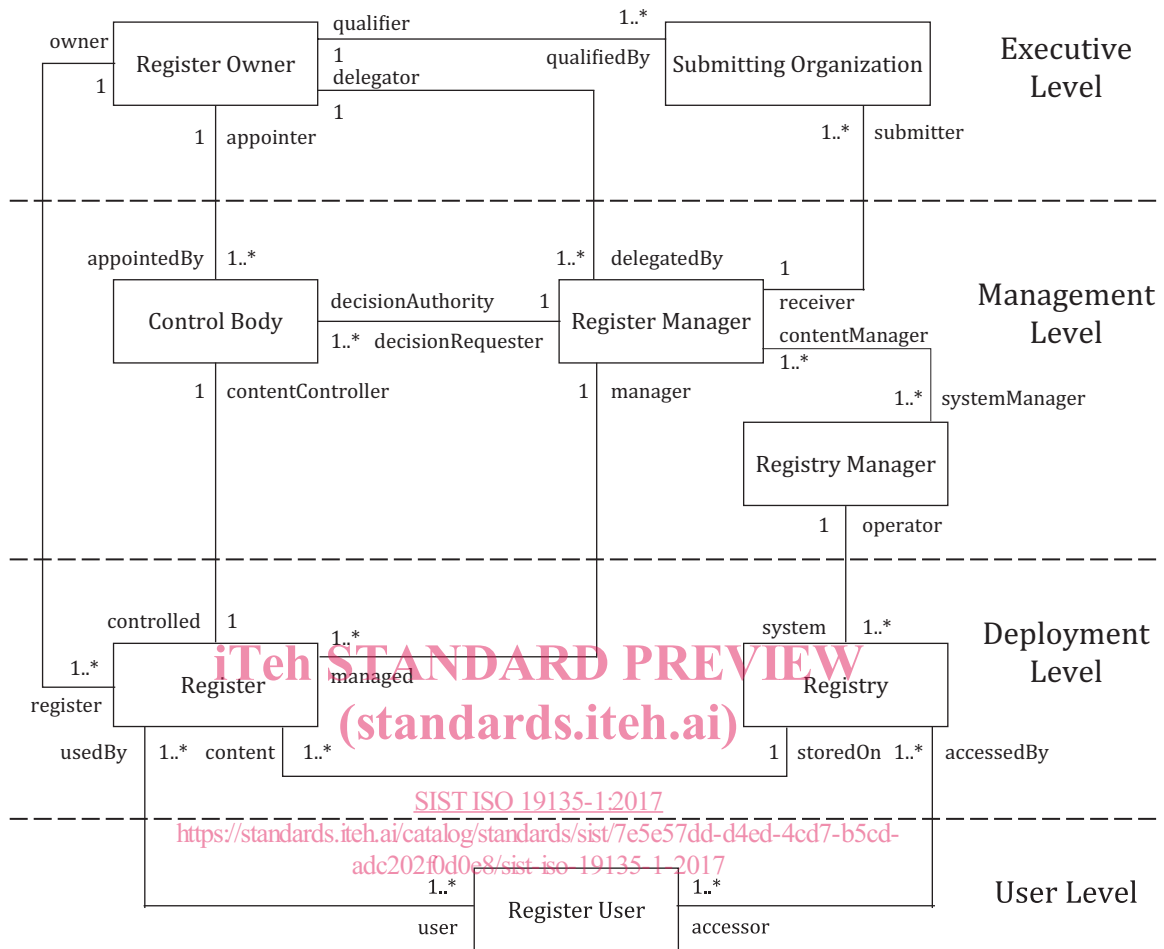 qualifier
1..*
owner
Register Owner
1
qualifiedBy
Submitting Organization
Executive
Level
delegator
1
1
1
appointer
1..*
submitter
appointedBy
1..*
1..*
delegatedBy
1
receiver
Management
Level
Control Body
decisionAuthority
1
1..*
decisionRequester
Register Manager
contentManager
1..*
1
contentController
1
manager
1..*
systemManager
Registry Manager
1
operator
controlled
1
1..*
managed
system
1..*
Deployment
Level
iTeh STANDARD PREVIEW
(standards.iteh.ai)
1..*
register
Register
Registry
usedBy
1..*
content
1..*
1
storedOn
1..*
accessedBy
SIST ISO 19135-1:2017
https://standards.iteh.ai/catalog/standards/sist/7e5e57dd-d4ed-4cd7-b5cd-
adc202f0d0e8/sist-iso-19135-1-2017
1..*
user
Register User
1..*
accessor
User Level